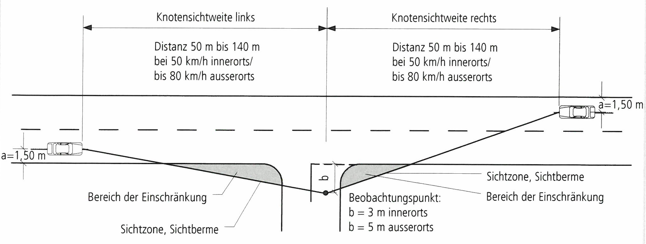 Knotensichtweite links
Knotensichtweite rechts
Distanz 50 m bis 140 m
bei 50 km/h innerorts/
bis 80 km/h ausserorts
Distanz 50 m bis 140 m
bei 50 km/h innerorts/
bis 80 km/h ausserorts
a=1,50 m
a=1,50 m
b
Bereich der Einschränkung
Sichtzone, Sichtberme
Beobachtungspunkt:
b = 3 m innerorts
b = 5 m ausserorts
Sichtzone, Sichtberme
Bereich der Einschränkung